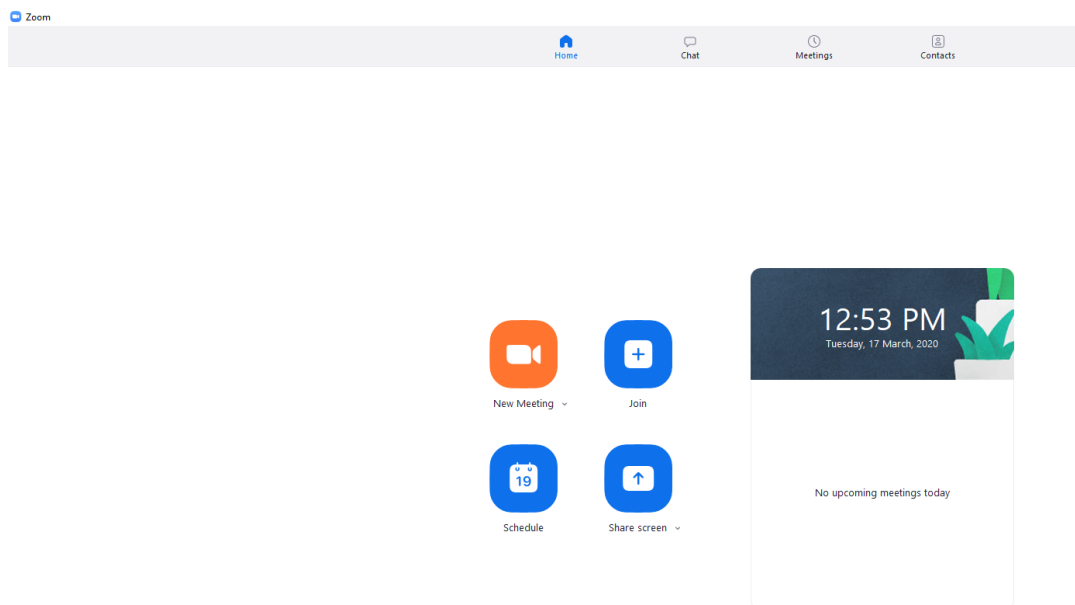 Zoom
Home
Chat
Meetings
Contacts
12:53 PM
Tuesday, 17 March, 2020
New Meeting
Join
19
Schedule
Share screen
No upcoming meetings today